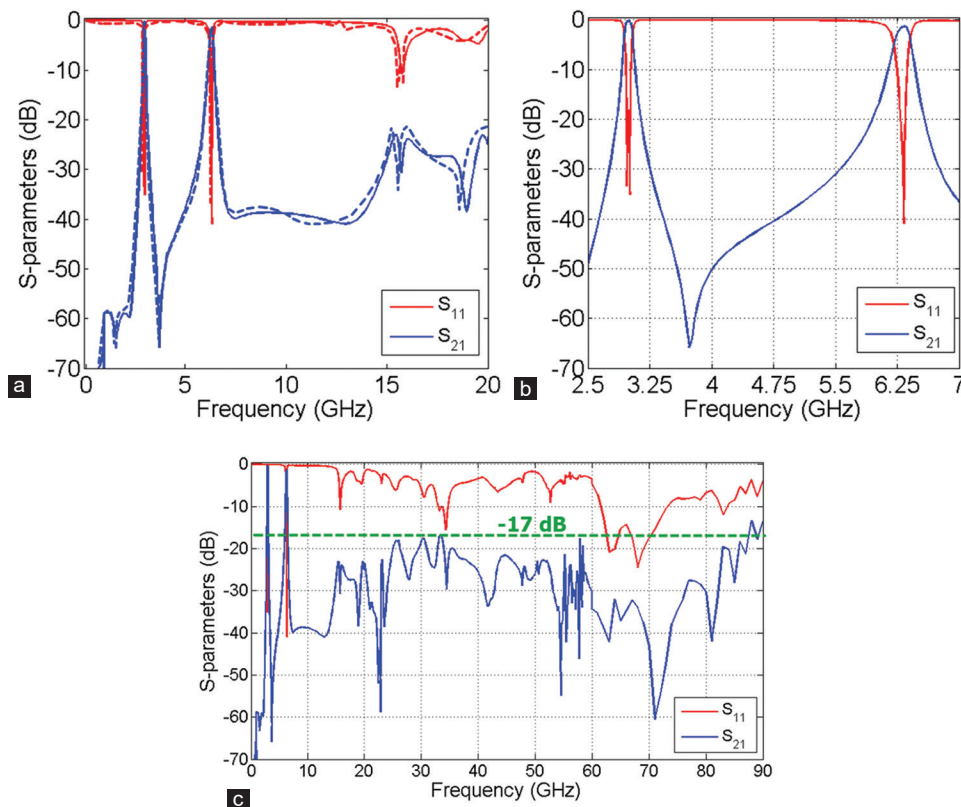 0
-10
-20
-30
-40
-50
-60
-70
S-parameters (dB)
0 5 10 15 20
Frequency (GHz)
S11
S21
a
0
-10
-20
-30
-40
-50
-60
-70
S-parameters (dB)
2.5 3.25 4 4.75 5.5 6.25 7
Frequency (GHz)
S11
S21
b
0
-10
-20
-30
-40
-50
-60
-70
S-parameters (dB)
-17 dB
0 10 20 30 40 50 60 70 80 90
Frequency (GHz)
S11
S21
c